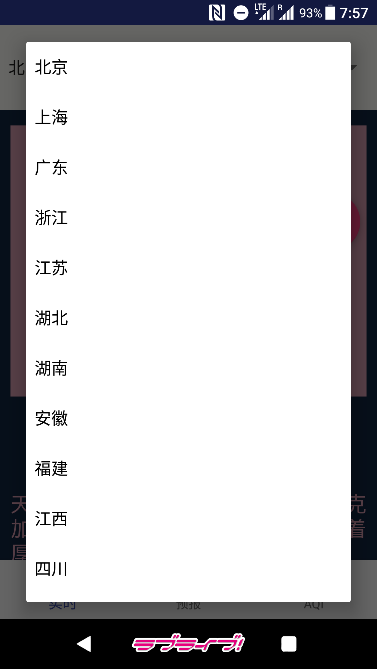 LTE R 93% 7:57
北
北京
上海
广东
浙江
江苏
湖北
湖南
安徽
福建
江西
四川
天 克
加 着
厚
实时 预报 AQI
ラブライブ!